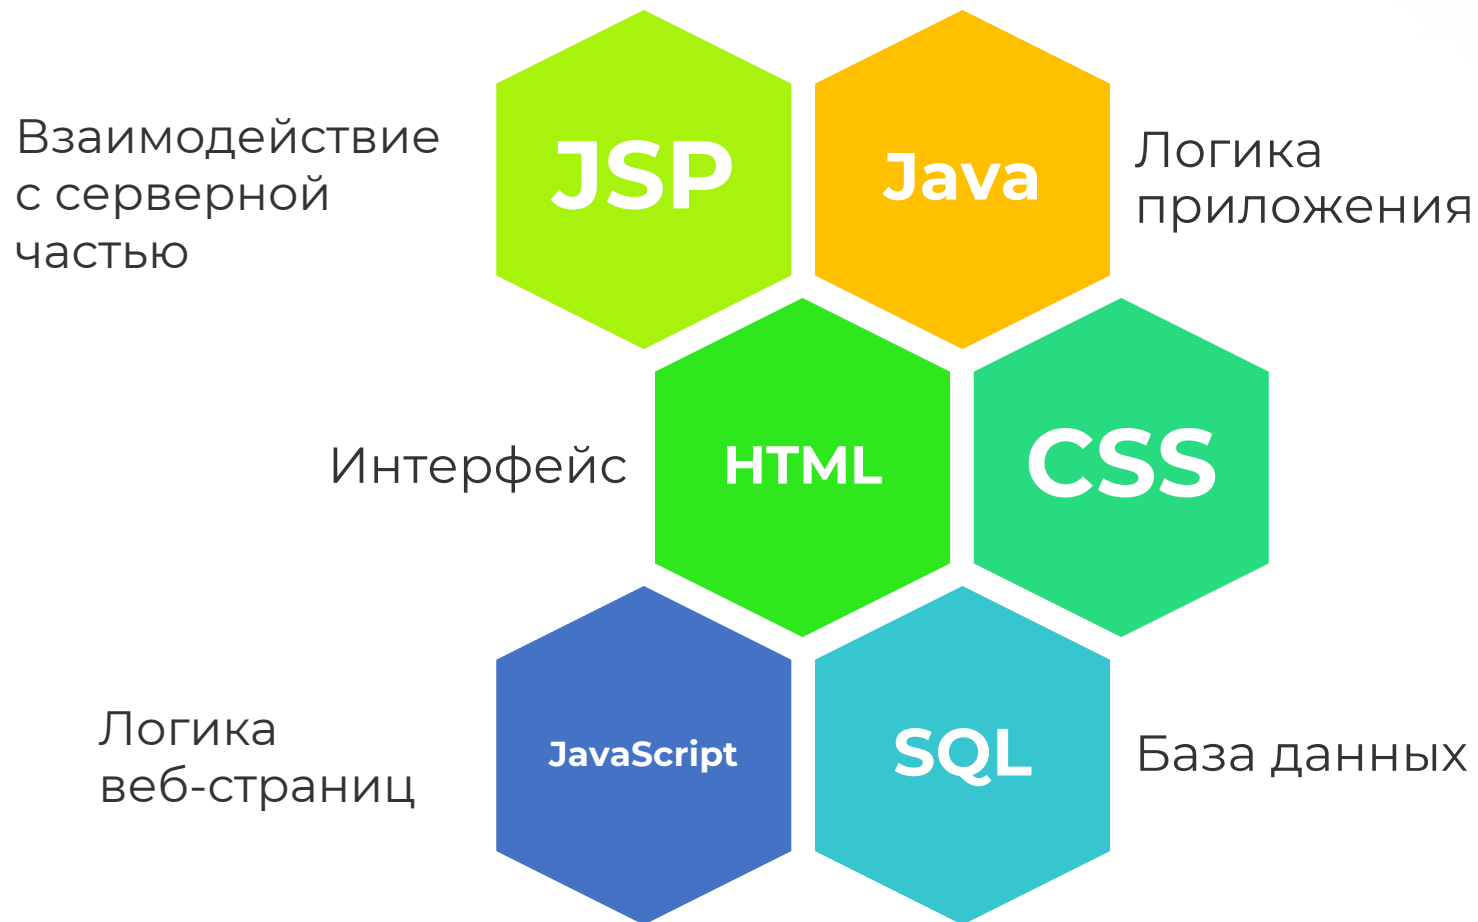 Взаимодействие
с серверной
частью
JSP
Java
Логика
приложения
Интерфейс
HTML
CSS
Логика
веб-страниц
JavaScript
SQL
База данных